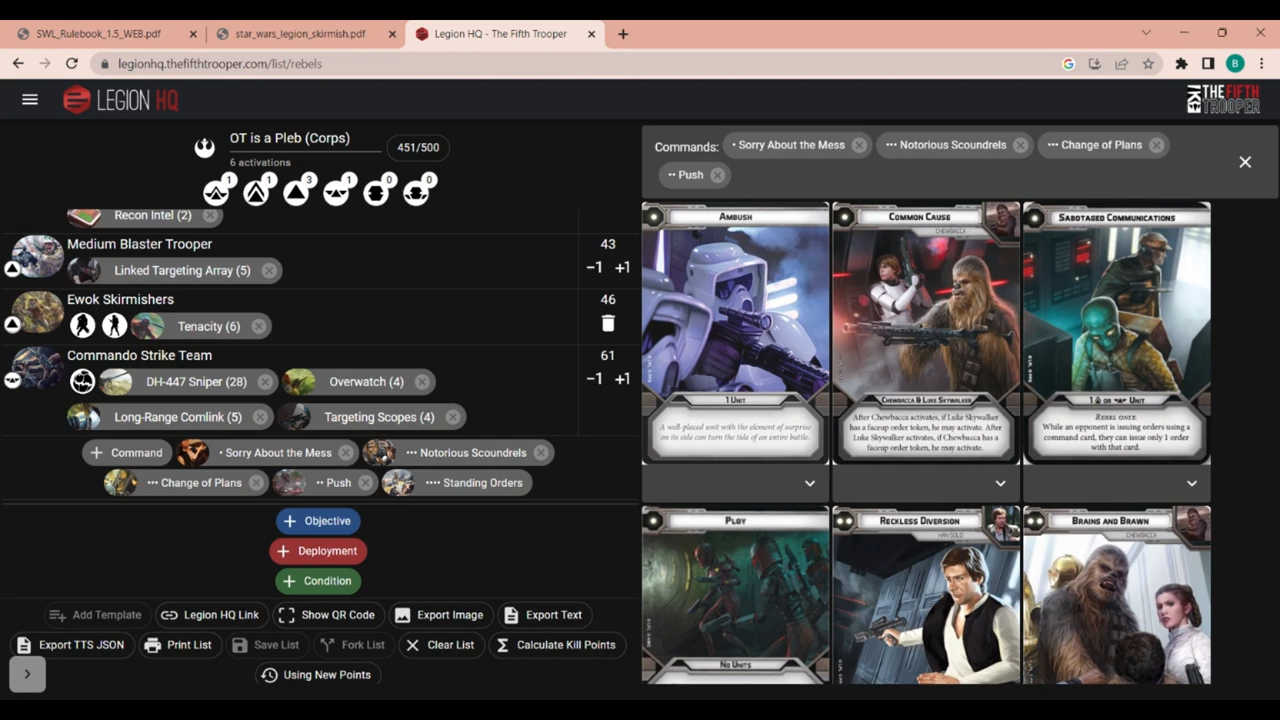 SWL_Rulebook_1.5_WEB.pdf
star_wars_legion_skirmish.pdf
Legion HQ - The Fifth Trooper
legionhq.thefifthtrooper.com/list/rebels
B
LEGION HQ
THE FIFTH
TROOPER
OT is a Pleb (Corps)
451/500
6 activations
1
1
3
1
0
0
Recon Intel (2)
Medium Blaster Trooper
43
Linked Targeting Array (5)
−1 +1
Ewok Skirmishers
46
Tenacity (6)
Commando Strike Team
61
DH-447 Sniper (28)
Overwatch (4)
−1 +1
Long-Range Comlink (5)
Targeting Scopes (4)
+ Command
• Sorry About the Mess
••• Notorious Scoundrels
••• Change of Plans
•• Push
•••• Standing Orders
+ Objective
+ Deployment
+ Condition
Add Template
Legion HQ Link
Show QR Code
Export Image
Export Text
Export TTS JSON
Print List
Save List
Fork List
Clear List
Calculate Kill Points
Using New Points
Commands:
• Sorry About the Mess
••• Notorious Scoundrels
••• Change of Plans
•• Push
Ambush
1 Unit
A well-placed unit with the element of surprise
on its side can turn the tide of an entire battle.
Common Cause
Chewbacca
Chewbacca & Luke Skywalker
After Chewbacca activates, if Luke Skywalker
has a faceup order token, he may activate. After
Luke Skywalker activates, if Chewbacca has a
faceup order token, he may activate.
Sabotaged Communications
1 or Unit
Rebel only.
While an opponent is issuing orders using a
command card, they can issue only 1 order
with that card.
Ploy
No Units
Reckless Diversion
Han Solo
Brains and Brawn
Chewbacca